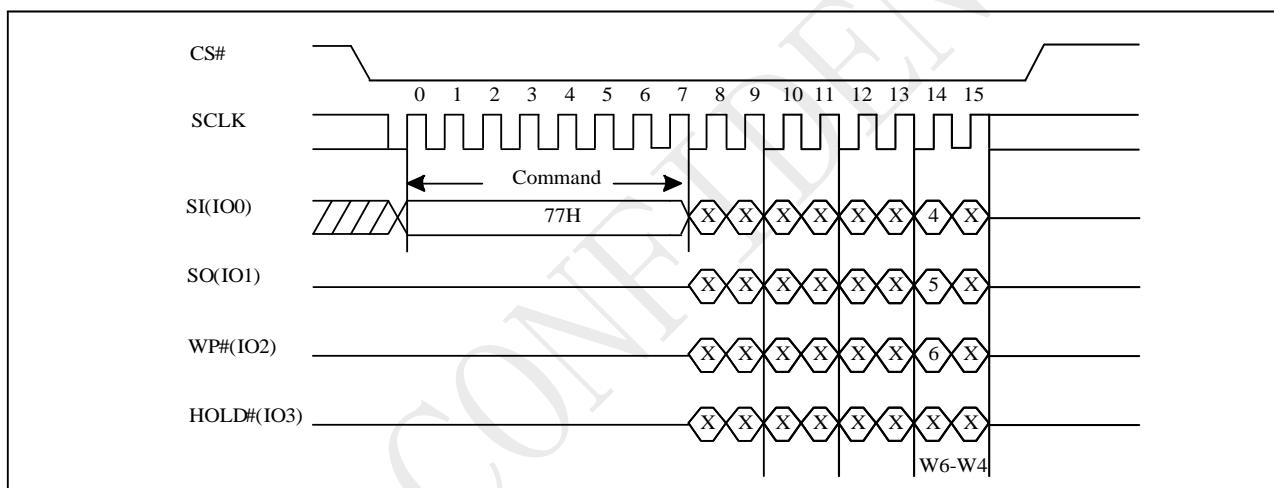 CS#
0 1 2 3 4 5 6 7 8 9 10 11 12 13 14 15
SCLK
Command
SI(IO0)
77H
X X X X X X 4 X
SO(IO1)
X X X X X X 5 X
WP#(IO2)
X X X X X X 6 X
HOLD#(IO3)
X X X X X X X X
W6-W4
CONFIDEN